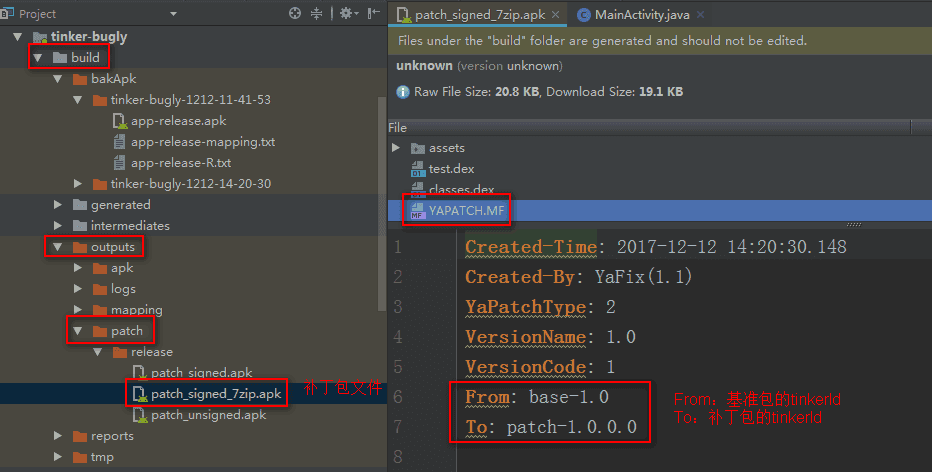 Project
tinker-bugly
build
bakApk
tinker-bugly-1212-11-41-53
app-release.apk
app-release-mapping.txt
app-release-R.txt
tinker-bugly-1212-14-20-30
generated
intermediates
outputs
apk
logs
mapping
patch
release
patch_signed.apk
patch_signed_7zip.apk 补丁包文件
patch_unsigned.apk
reports
tmp
patch_signed_7zip.apk MainActivity.java
Files under the "build" folder are generated and should not be edited.
unknown (version unknown)
Raw File Size: 20.8 KB, Download Size: 19.1 KB
File
assets
test.dex
classes.dex
YAPATCH.MF
1 Created-Time: 2017-12-12 14:20:30.148
2 Created-By: YaFix(1.1)
3 YaPatchType: 2
4 VersionName: 1.0
5 VersionCode: 1
6 From: base-1.0
7 To: patch-1.0.0.0
8
From：基准包的tinkerId
To：补丁包的tinkerId